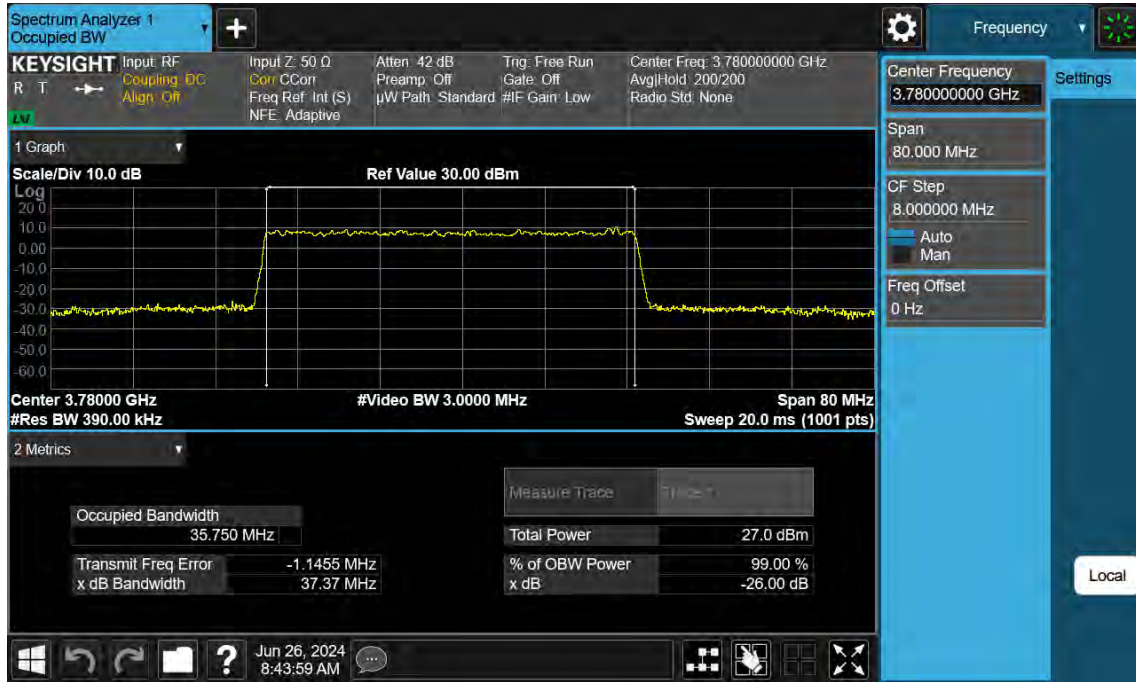 Spectrum Analyzer 1
Occupied BW
Frequency
KEYSIGHT
R T
LXI
Input: RF
Coupling: DC
Align: Off
Input Z: 50 Ω
Corr CCorr
Freq Ref: Int (S)
NFE: Adaptive
Atten: 42 dB
Preamp: Off
µW Path: Standard
Trig: Free Run
Gate: Off
#IF Gain: Low
Center Freq: 3.780000000 GHz
Avg|Hold: 200/200
Radio Std: None
Center Frequency
3.780000000 GHz
Settings
Span
80.000 MHz
CF Step
8.000000 MHz
Auto
Man
Freq Offset
0 Hz
Local
1 Graph
Scale/Div 10.0 dB
Ref Value 30.00 dBm
Log
20.0
10.0
0.00
-10.0
-20.0
-30.0
-40.0
-50.0
-60.0
Center 3.78000 GHz
#Video BW 3.0000 MHz
Span 80 MHz
#Res BW 390.00 kHz
Sweep 20.0 ms (1001 pts)
2 Metrics
Measure Trace
Trace 1
Occupied Bandwidth
35.750 MHz
Total Power 27.0 dBm
Transmit Freq Error -1.1455 MHz
% of OBW Power 99.00 %
x dB Bandwidth 37.37 MHz
x dB -26.00 dB
?
Jun 26, 2024
8:43:59 AM